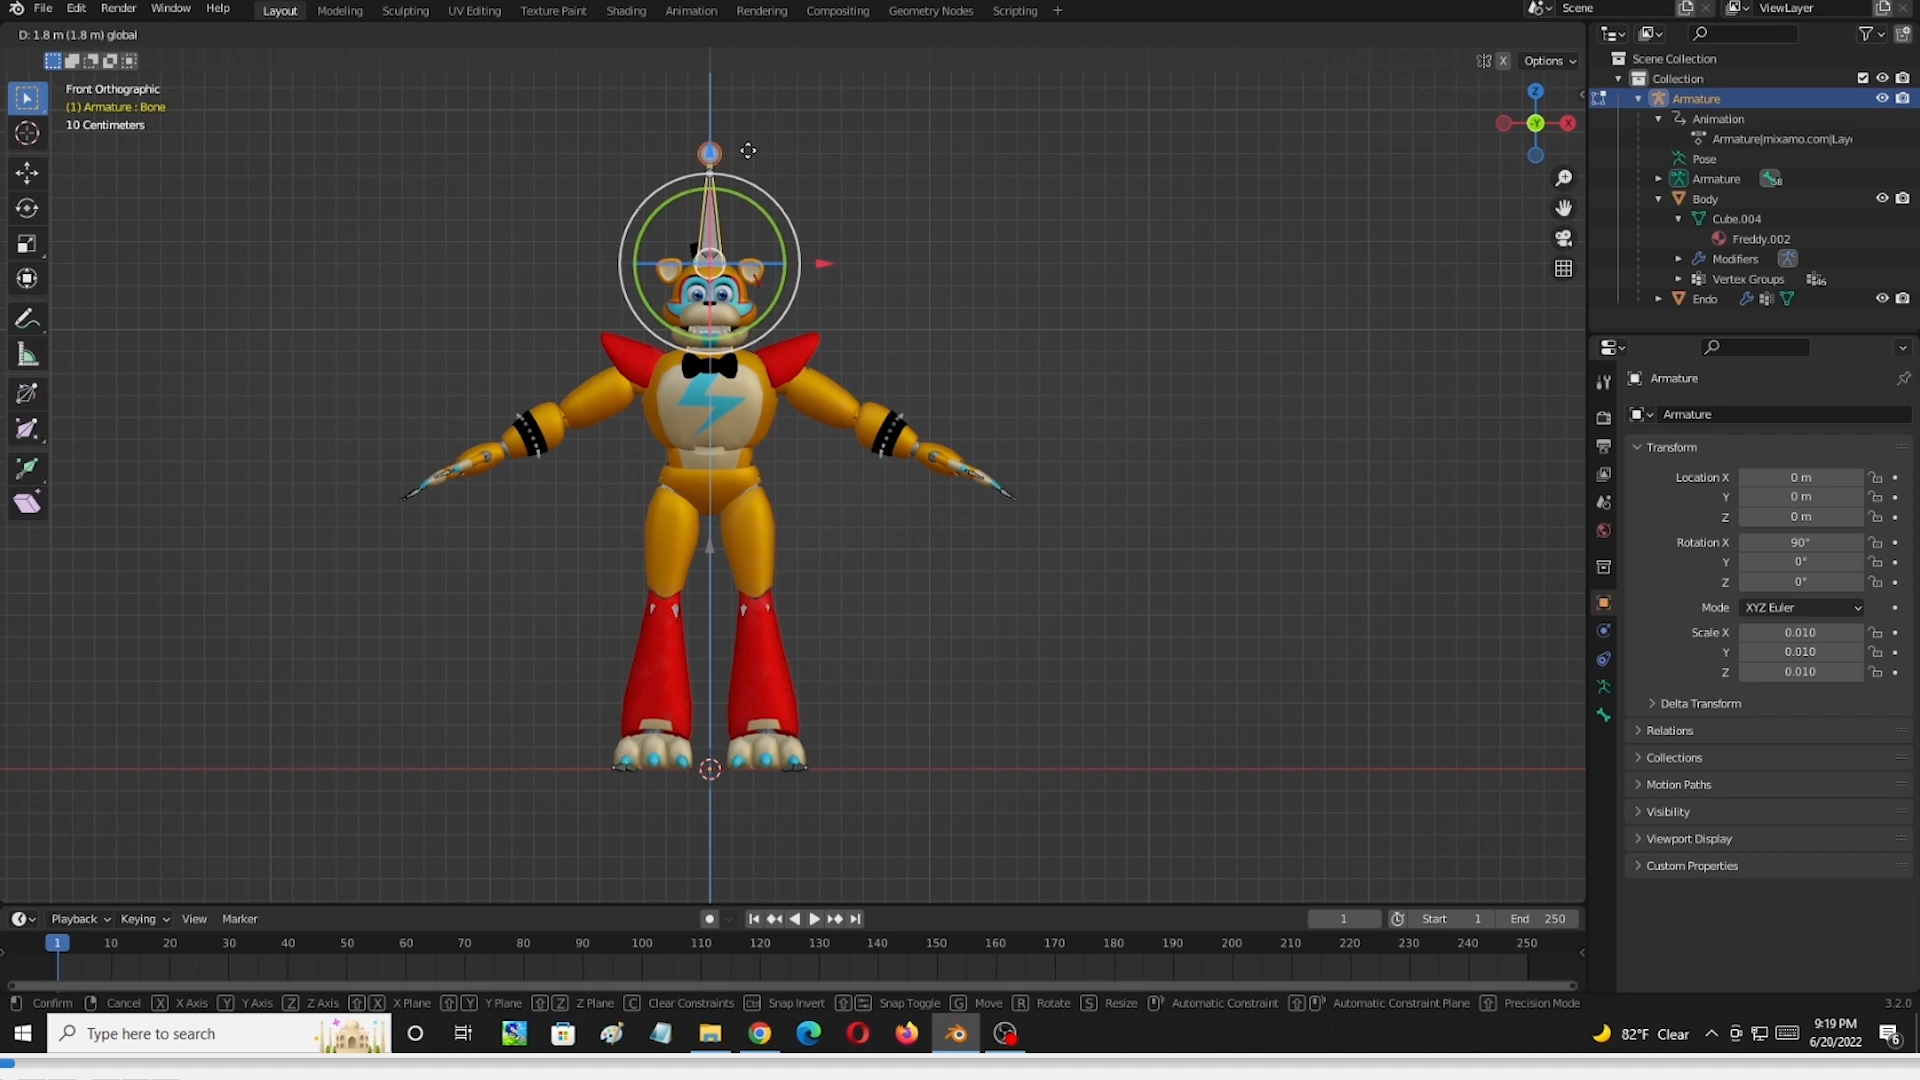 File Edit Render Window Help Layout Modeling Sculpting UV Editing Texture Paint Shading Animation Rendering Compositing Geometry Nodes Scripting + Scene ViewLayer
D: 1.8 m (1.8 m) global
X Options
Front Orthographic
(1) Armature : Bone
10 Centimeters
Z
-Y
X
Scene Collection
Collection
Armature
Animation
Armature|mixamo.com|Laye
Pose
Armature 58
Body
Cube.004
Freddy.002
Modifiers
Vertex Groups 46
Endo
Armature
Armature
Transform
Location X 0 m
Y 0 m
Z 0 m
Rotation X 90°
Y 0°
Z 0°
Mode XYZ Euler
Scale X 0.010
Y 0.010
Z 0.010
Delta Transform
Relations
Collections
Motion Paths
Visibility
Viewport Display
Custom Properties
Playback Keying View Marker 1 Start 1 End 250
1 10 20 30 40 50 60 70 80 90 100 110 120 130 140 150 160 170 180 190 200 210 220 230 240 250
Confirm Cancel X X Axis Y Y Axis Z Z Axis X X Plane Y Y Plane Z Z Plane C Clear Constraints Ctrl Snap Invert Snap Toggle G Move R Rotate S Resize Automatic Constraint Automatic Constraint Plane Precision Mode 3.2.0
Type here to search 82°F Clear 9:19 PM
6/20/2022 6